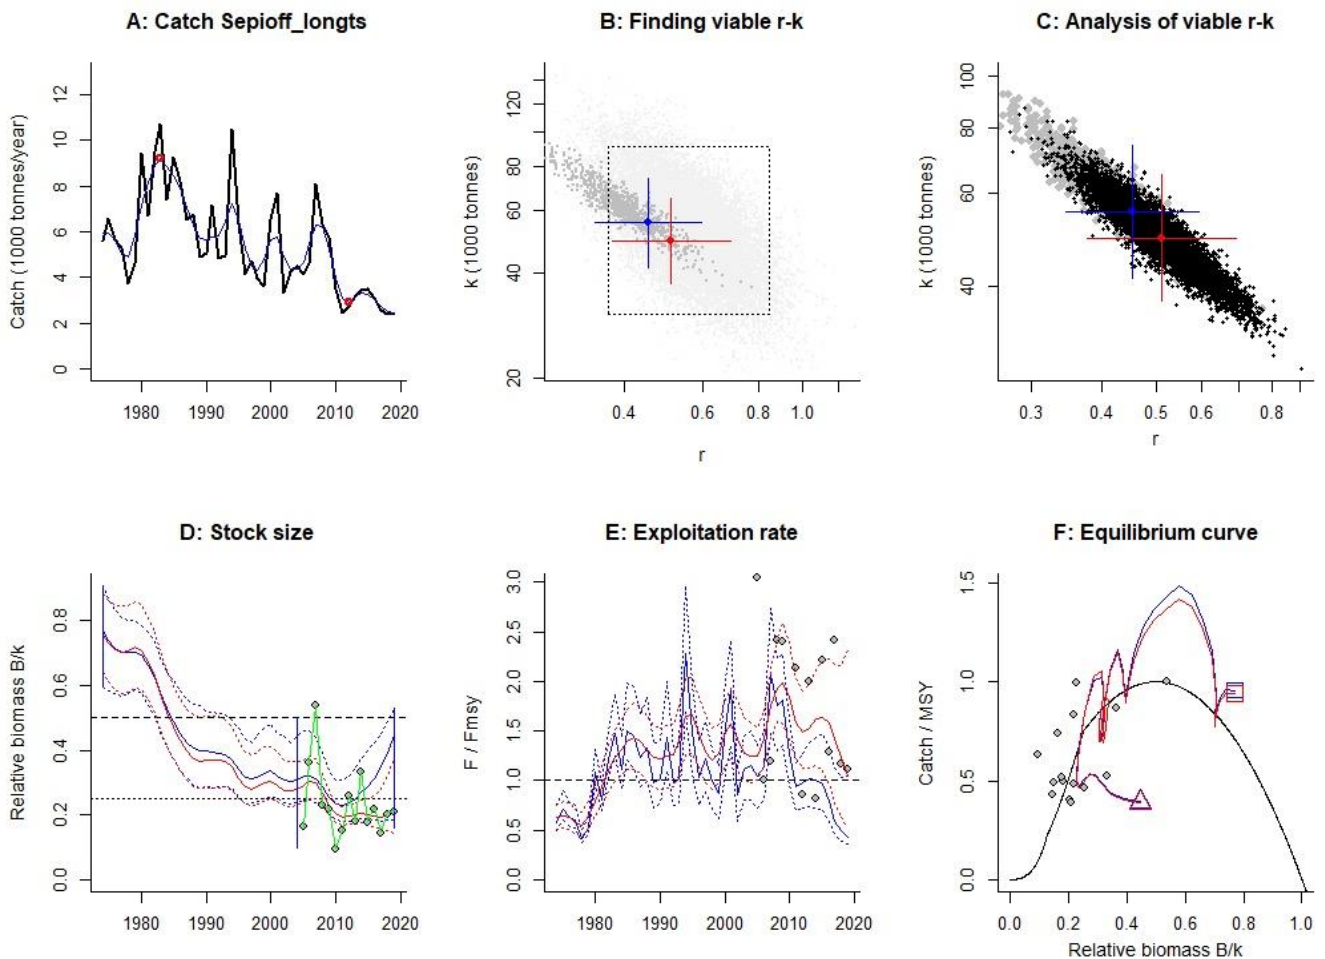 A: Catch Sepioff_longts
B: Finding viable r-k
C: Analysis of viable r-k
Catch (1000 tonnes/year)
0 2 4 6 8 10 12
1980 1990 2000 2010 2020
k (1000 tonnes)
20 40 60 80 120
0.4 0.6 0.8 1.0
r
k (1000 tonnes)
40 60 80 100
0.3 0.4 0.5 0.6 0.8
r
D: Stock size
E: Exploitation rate
F: Equilibrium curve
Relative biomass B/k
0.0 0.2 0.4 0.6 0.8
1980 1990 2000 2010 2020
F / Fmsy
0.0 0.5 1.0 1.5 2.0 2.5 3.0
1980 1990 2000 2010 2020
Catch / MSY
0.0 0.5 1.0 1.5
0.0 0.2 0.4 0.6 0.8 1.0
Relative biomass B/k